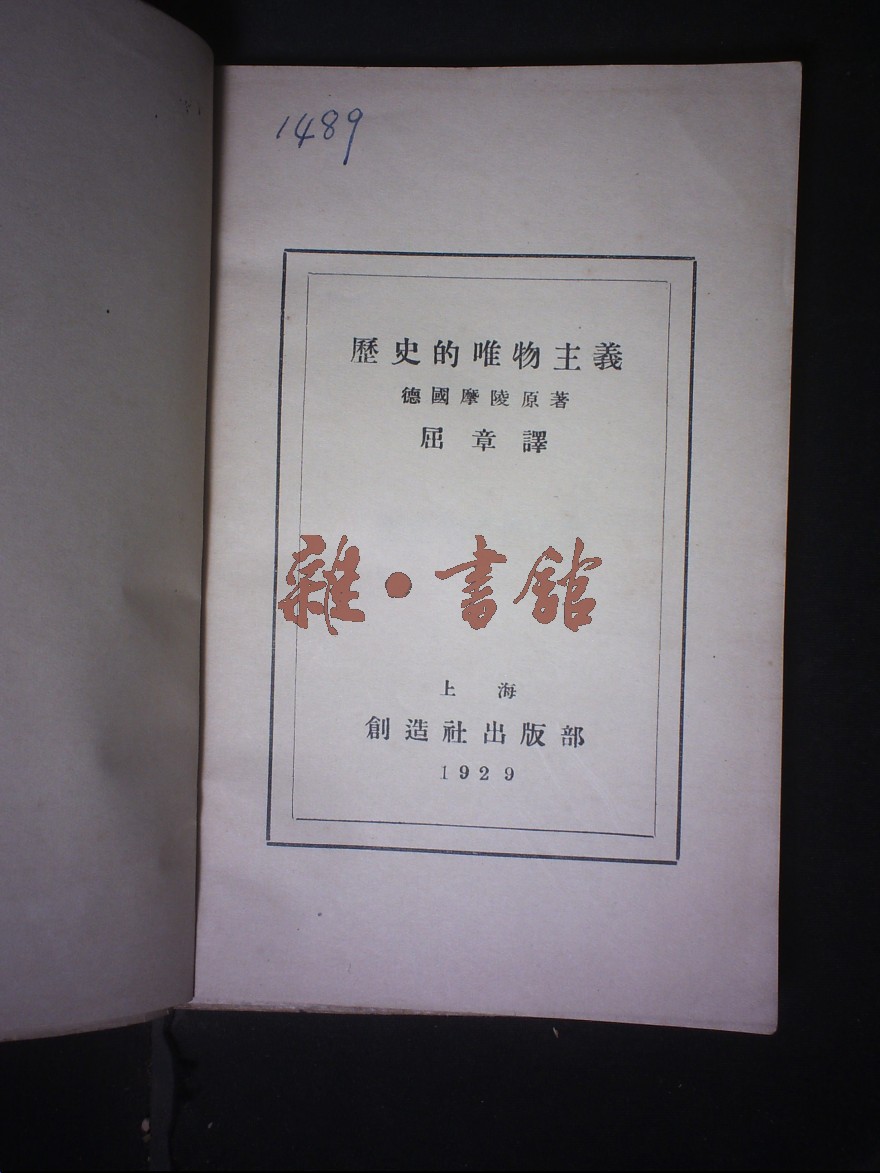 1489
歷史的唯物主義
德國摩陵原著
屈章譯
雜·書館
上海
創造社出版部
1929